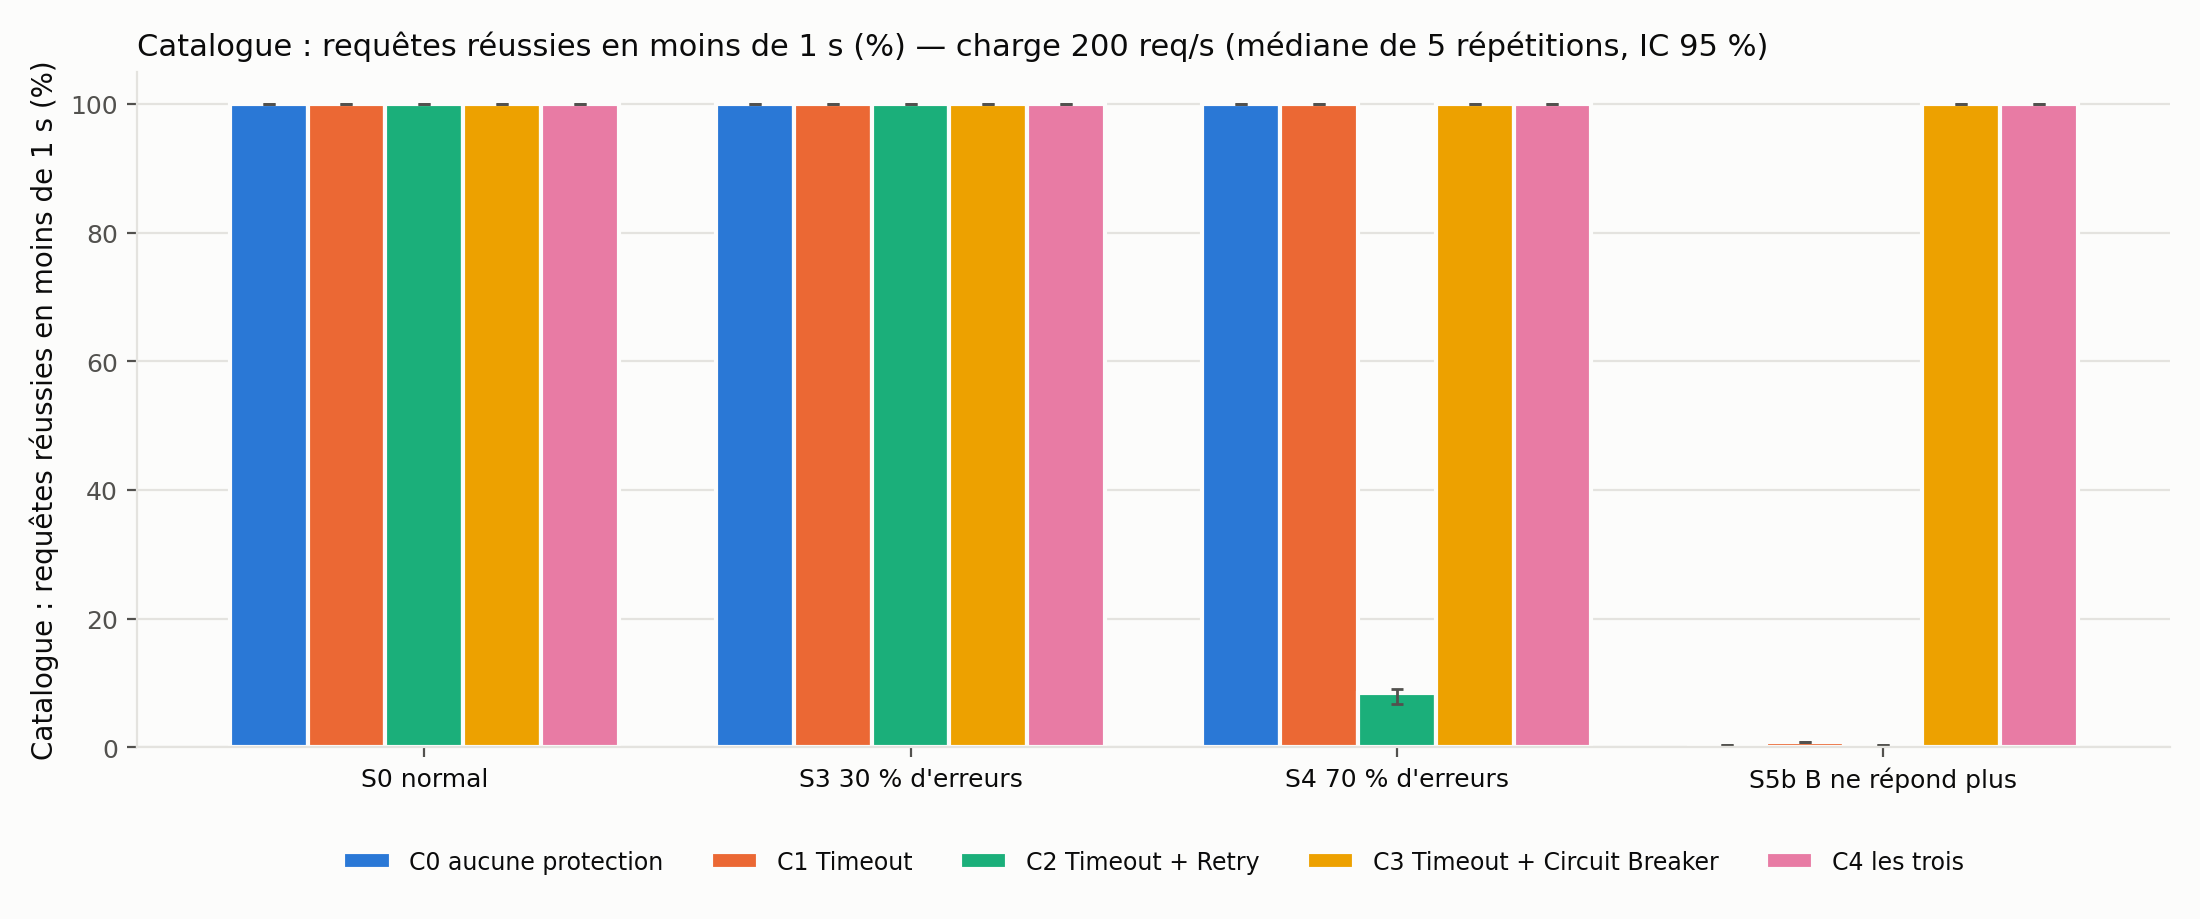 Catalogue : requêtes réussies en moins de 1 s (%) — charge 200 req/s (médiane de 5 répétitions, IC 95 %)
Catalogue : requêtes réussies en moins de 1 s (%)
100
80
60
40
20
0
S0 normal
S3 30 % d'erreurs
S4 70 % d'erreurs
S5b B ne répond plus
C0 aucune protection
C1 Timeout
C2 Timeout + Retry
C3 Timeout + Circuit Breaker
C4 les trois